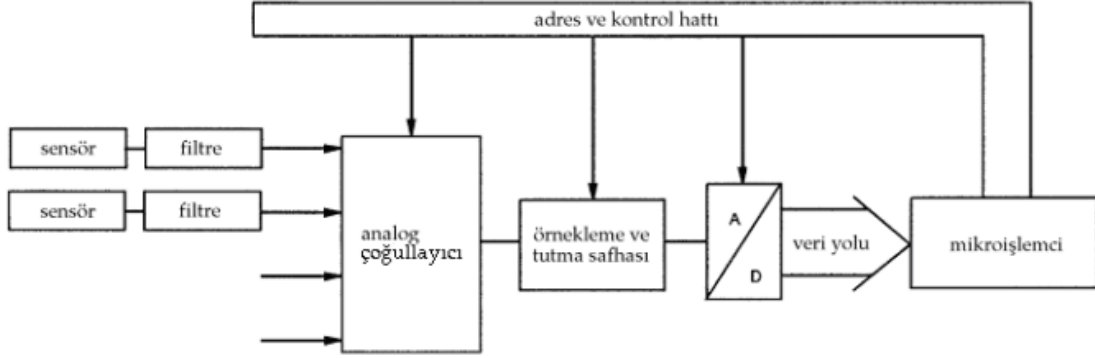 adres ve kontrol hattı
sensör
filtre
sensör
filtre
analog
çoğullayıcı
örnekleme ve
tutma safhası
A
D
veri yolu
mikroişlemci